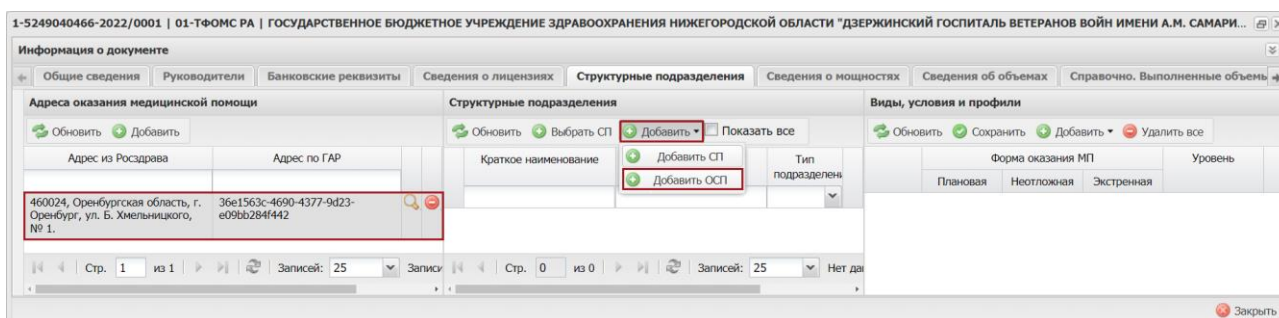 1-5249040466-2022/0001 | 01-ТФОМС РА | ГОСУДАРСТВЕННОЕ БЮДЖЕТНОЕ УЧРЕЖДЕНИЕ ЗДРАВООХРАНЕНИЯ НИЖЕГОРОДСКОЙ ОБЛАСТИ "ДЗЕРЖИНСКИЙ ГОСПИТАЛЬ ВЕТЕРАНОВ ВОЙН ИМЕНИ А.М. САМАРИ...
Информация о документе
Общие сведения Руководители Банковские реквизиты Сведения о лицензиях Структурные подразделения Сведения о мощностях Сведения об объемах Справочно. Выполненные объемы
Адреса оказания медицинской помощи Структурные подразделения Виды, условия и профили
Обновить Добавить Обновить Выбрать СП Добавить Показать все Обновить Сохранить Добавить Удалить все
Адрес из Росздрава Адрес по ГАР Краткое наименование Добавить СП Тип Форма оказания МП Уровень
Добавить ОСП подразделень Плановая Неотложная Экстренная
460024, Оренбургская область, г. 36e1563c-4690-4377-9d23-
Оренбург, ул. Б. Хмельницкого, e09bb284f442
№ 1.
Стр. 1 из 1 Записей: 25 Записи Стр. 0 из 0 Записей: 25 Нет дан
Закрыть